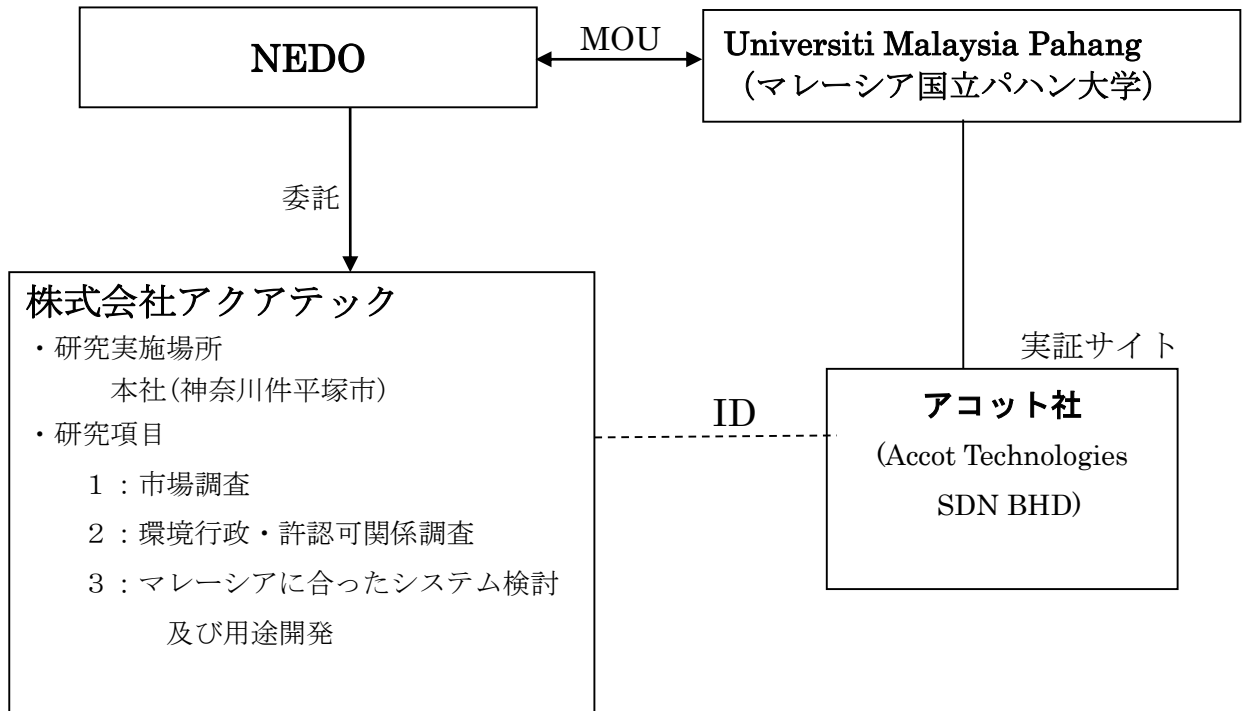 NEDO
MOU
Universiti Malaysia Pahang
(マレーシア国立パハン大学)
委託
株式会社アクアテック
・研究実施場所
本社(神奈川件平塚市)
・研究項目
１：市場調査
２：環境行政・許認可関係調査
３：マレーシアに合ったシステム検討
及び用途開発
ID
実証サイト
アコット社
(Accot Technologies
SDN BHD)